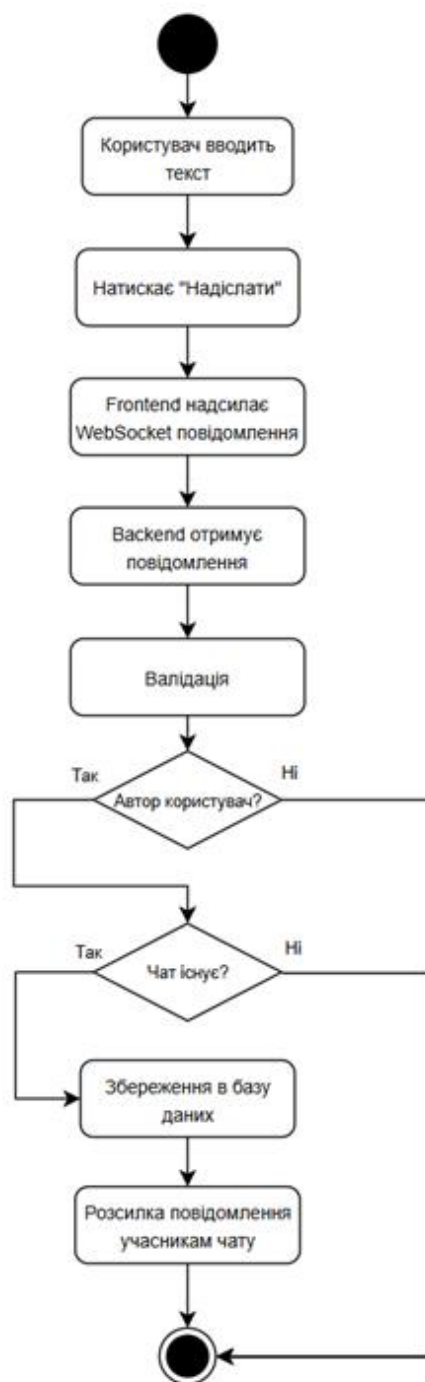 Користувач вводить
текст
Натискає "Надіслати"
Frontend надсилає
WebSocket повідомлення
Backend отримує
повідомлення
Валідація
Так
Ні
Автор користувач?
Так
Ні
Чат існує?
Збереження в базу
даних
Розсилка повідомлення
учасникам чату